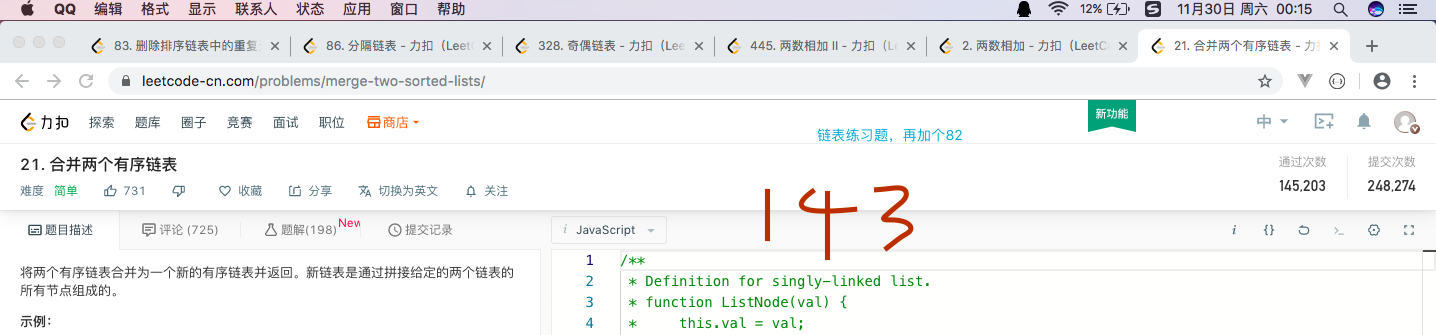 QQ 编辑 格式 显示 联系人 状态 应用 窗口 帮助 12% 11月30日 周六 00:15
83. 删除排序链表中的重复 86. 分隔链表 - 力扣（Leet 328. 奇偶链表 - 力扣（Lee 445. 两数相加 II - 力扣（L 2. 两数相加 - 力扣（LeetC 21. 合并两个有序链表 - 力
leetcode-cn.com/problems/merge-two-sorted-lists/
力扣 探索 题库 圈子 竞赛 面试 职位 商店 新功能 中
链表练习题，再加个82
21. 合并两个有序链表 通过次数 提交次数
145,203 248,274
难度 简单 731 收藏 分享 切换为英文 关注
143
题目描述 评论 (725) 题解(198) New 提交记录 i JavaScript i {}
将两个有序链表合并为一个新的有序链表并返回。新链表是通过拼接给定的两个链表的
所有节点组成的。
示例：
1 /**
2 * Definition for singly-linked list.
3 * function ListNode(val) {
4 * this.val = val;